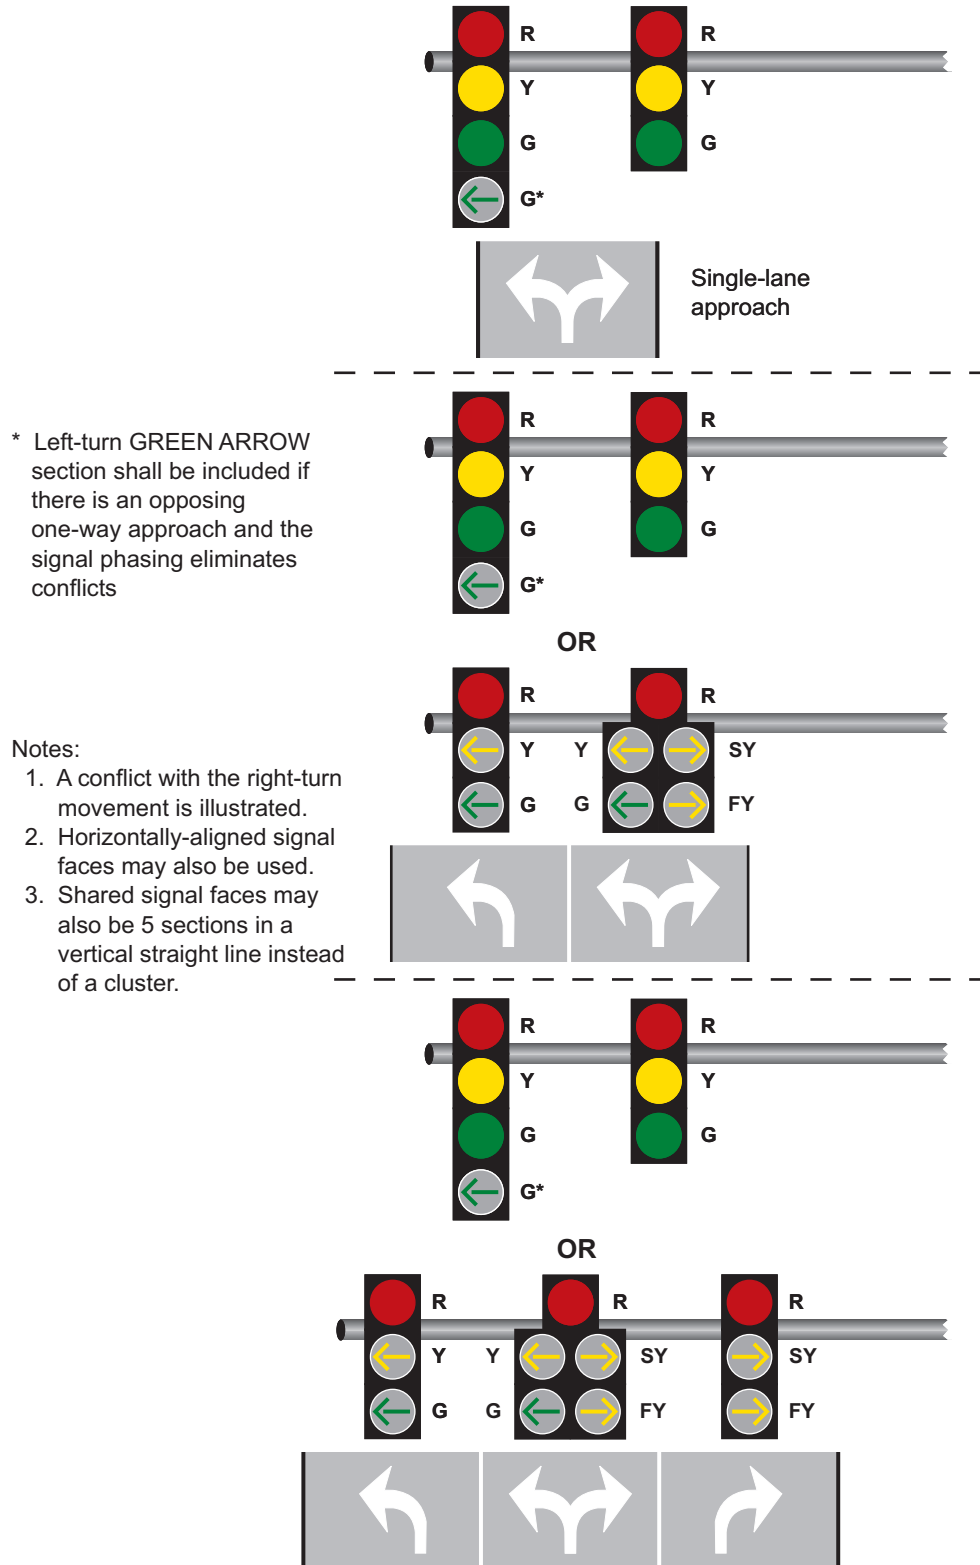 R R
Y Y
G G
G*
Single-lane
approach
* Left-turn GREEN ARROW
section shall be included if
there is an opposing
one-way approach and the
signal phasing eliminates
conflicts
R R
Y Y
G G
G*
OR
R R
Y Y SY
G G FY
Notes:
1. A conflict with the right-turn
movement is illustrated.
2. Horizontally-aligned signal
faces may also be used.
3. Shared signal faces may
also be 5 sections in a
vertical straight line instead
of a cluster.
R R
Y Y
G G
G*
OR
R R R
Y Y SY SY
G G FY FY